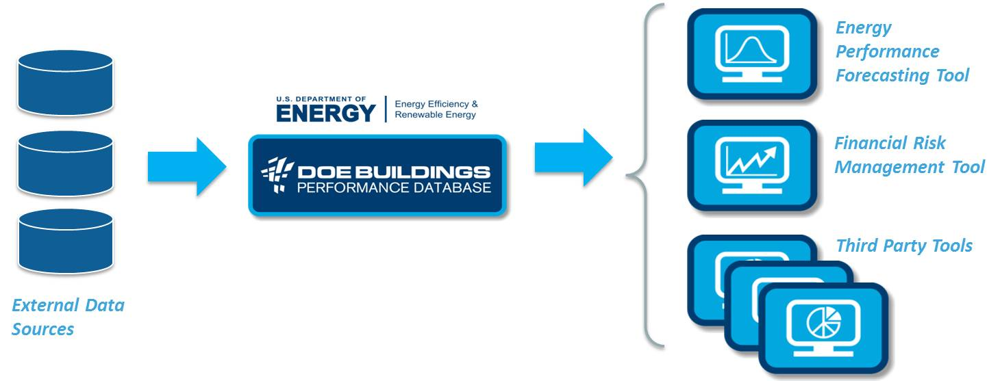 External Data
Sources
U.S. DEPARTMENT OF
ENERGY
Energy Efficiency &
Renewable Energy
DOE BUILDINGS
PERFORMANCE DATABASE
Energy
Performance
Forecasting Tool
Financial Risk
Management Tool
Third Party Tools